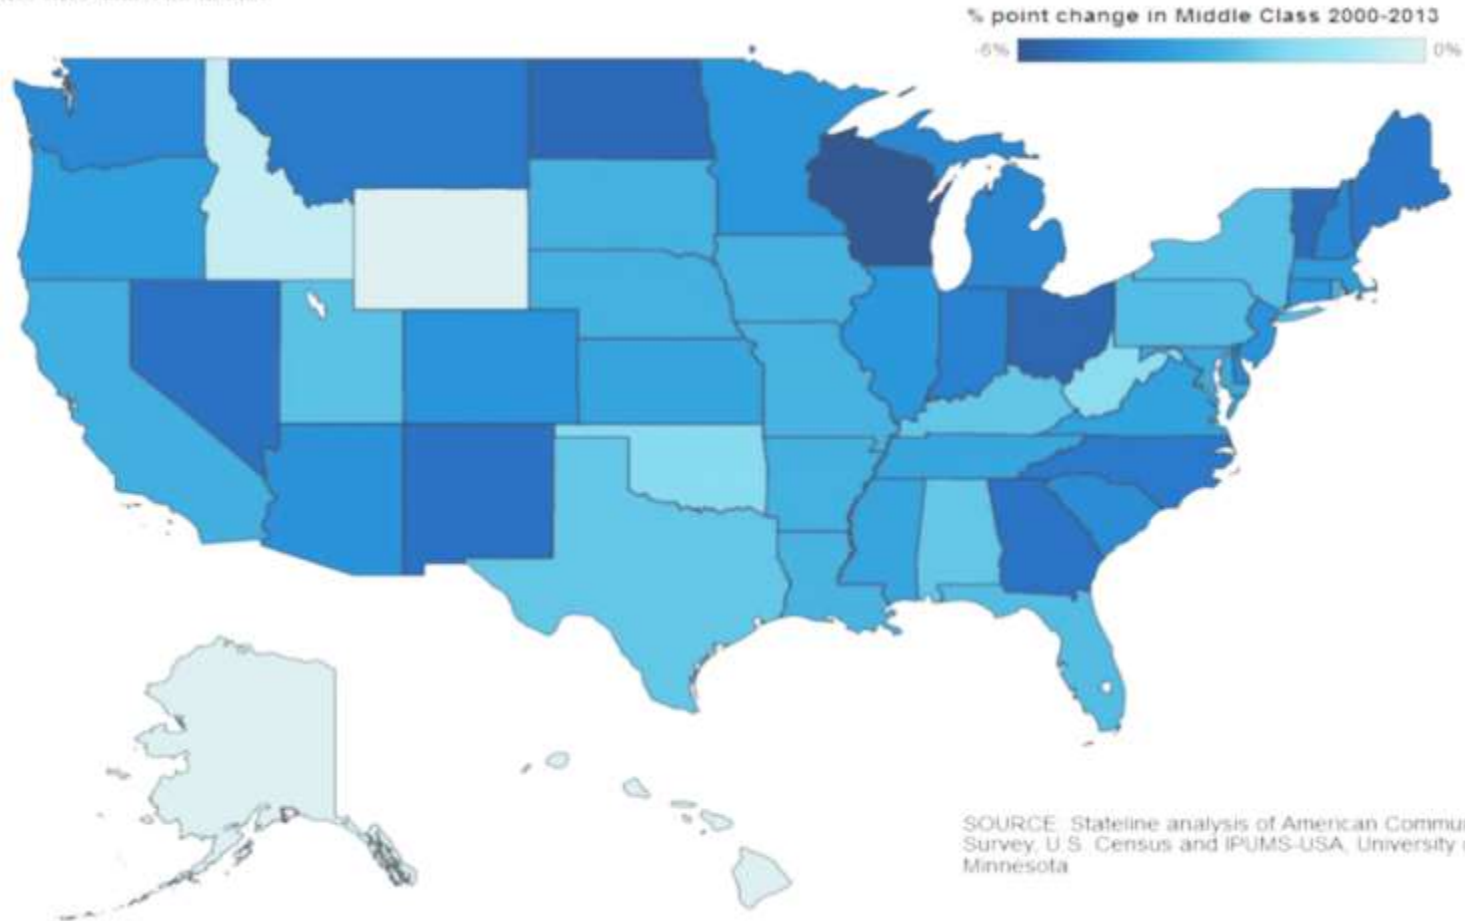 % point change in Middle Class 2000-2013
-6%
0%
SOURCE: Stateline analysis of American Commu
Survey, U.S. Census and IPUMS-USA, University
Minnesota